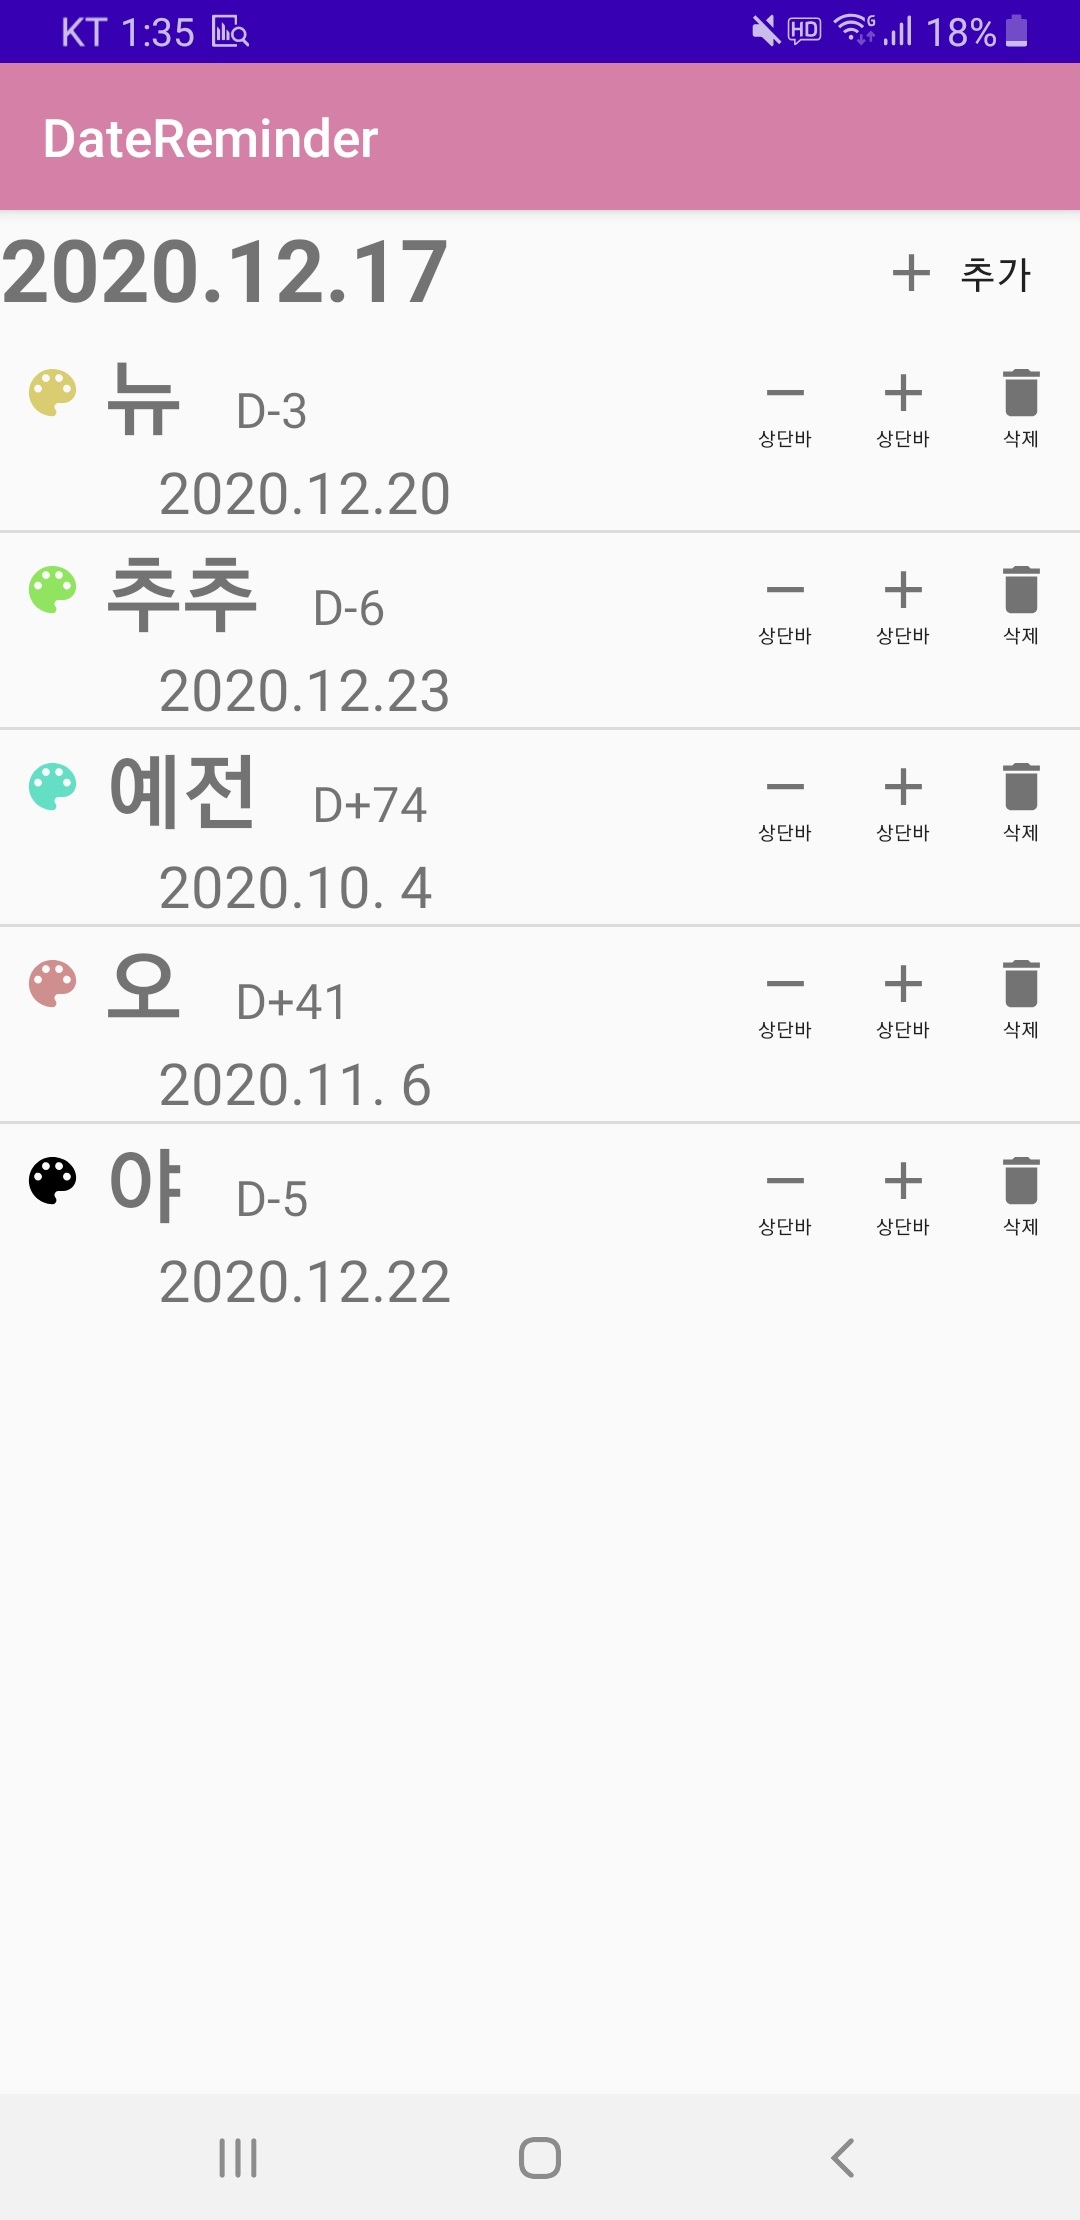 KT 1:35 HD 18%
DateReminder
2020.12.17 추가
뉴 D-3
상단바 상단바 삭제
2020.12.20
추추 D-6
상단바 상단바 삭제
2020.12.23
예전 D+74
상단바 상단바 삭제
2020.10. 4
오 D+41
상단바 상단바 삭제
2020.11. 6
야 D-5
상단바 상단바 삭제
2020.12.22